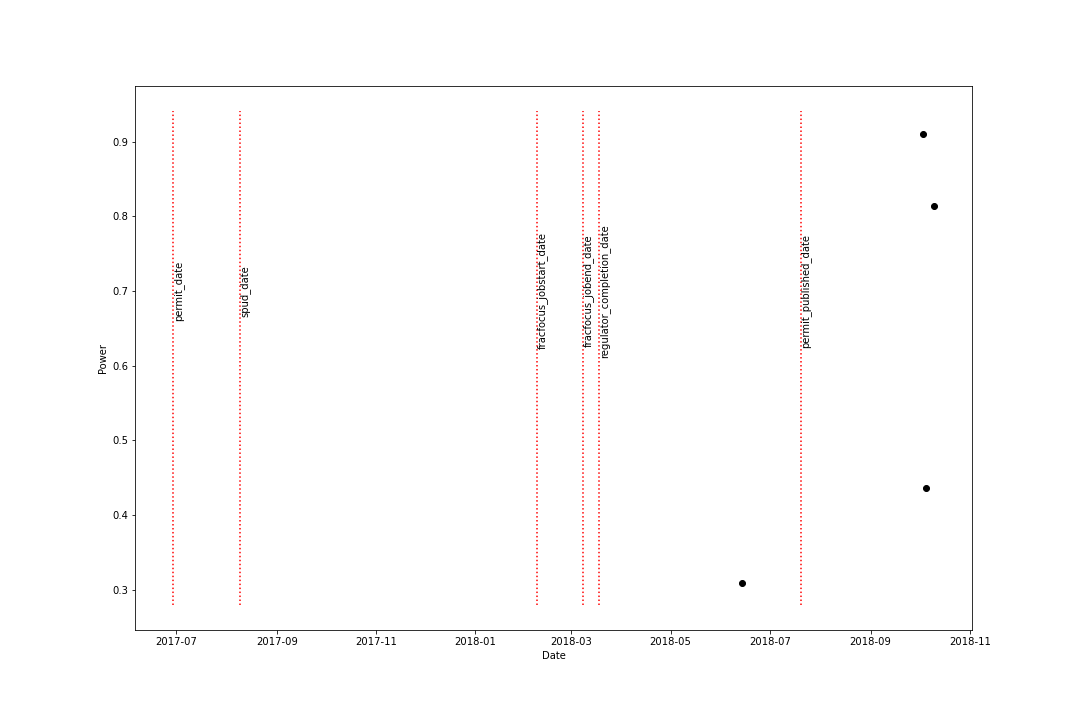 0.9
0.8
0.7
0.6
0.5
0.4
0.3
Power
permit_date
spud_date
fracfocus_jobstart_date
fracfocus_jobend_date
regulator_completion_date
permit_published_date
2017-07
2017-09
2017-11
2018-01
2018-03
2018-05
2018-07
2018-09
2018-11
Date